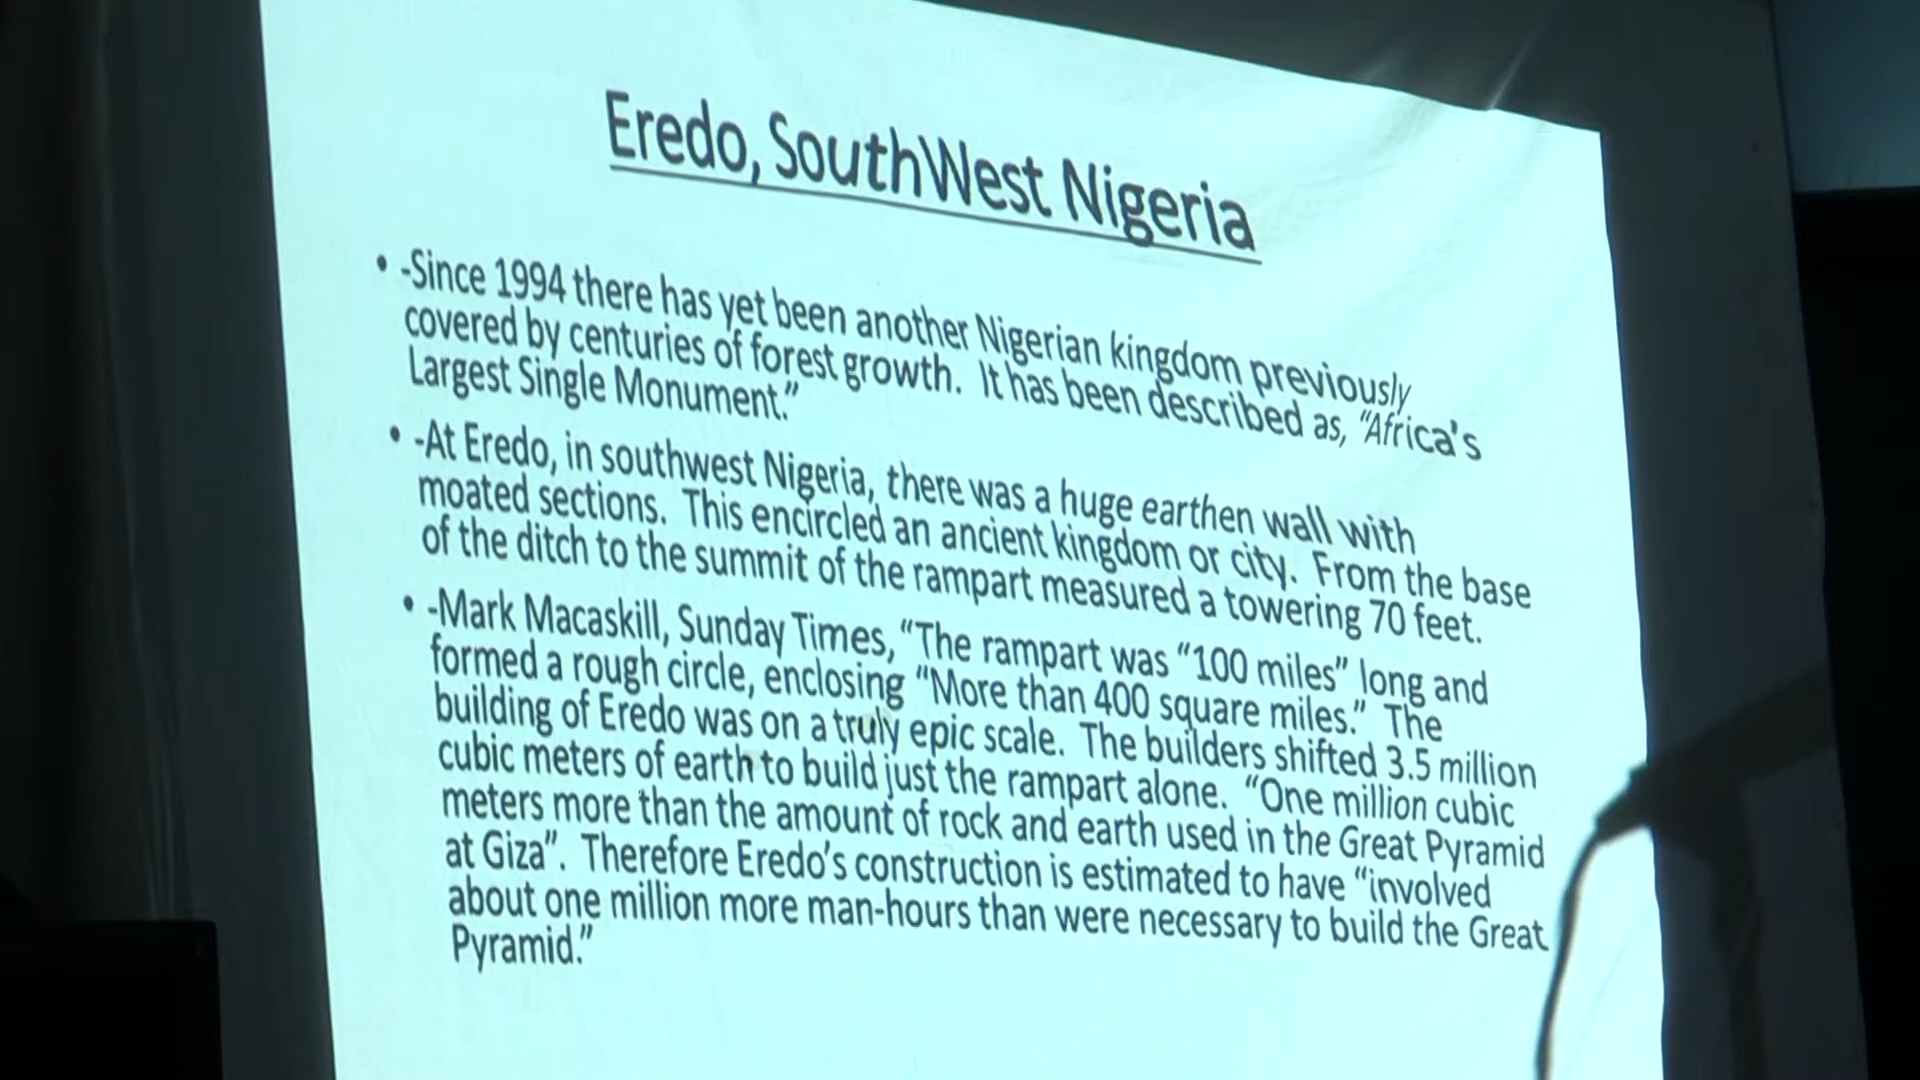 Eredo, SouthWest Nigeria
• -Since 1994 there has yet been another Nigerian kingdom previously
covered by centuries of forest growth. It has been described as, “Africa's
Largest Single Monument.”
• -At Eredo, in southwest Nigeria, there was a huge earthen wall with
moated sections. This encircled an ancient kingdom or city. From the base
of the ditch to the summit of the rampart measured a towering 70 feet.
• -Mark Macaskill, Sunday Times, “The rampart was “100 miles” long and
formed a rough circle, enclosing “More than 400 square miles.” The
building of Eredo was on a truly epic scale. The builders shifted 3.5 million
cubic meters of earth to build just the rampart alone. “One million cubic
meters more than the amount of rock and earth used in the Great Pyramid
at Giza”. Therefore Eredo’s construction is estimated to have “involved
about one million more man-hours than were necessary to build the Great
Pyramid.”